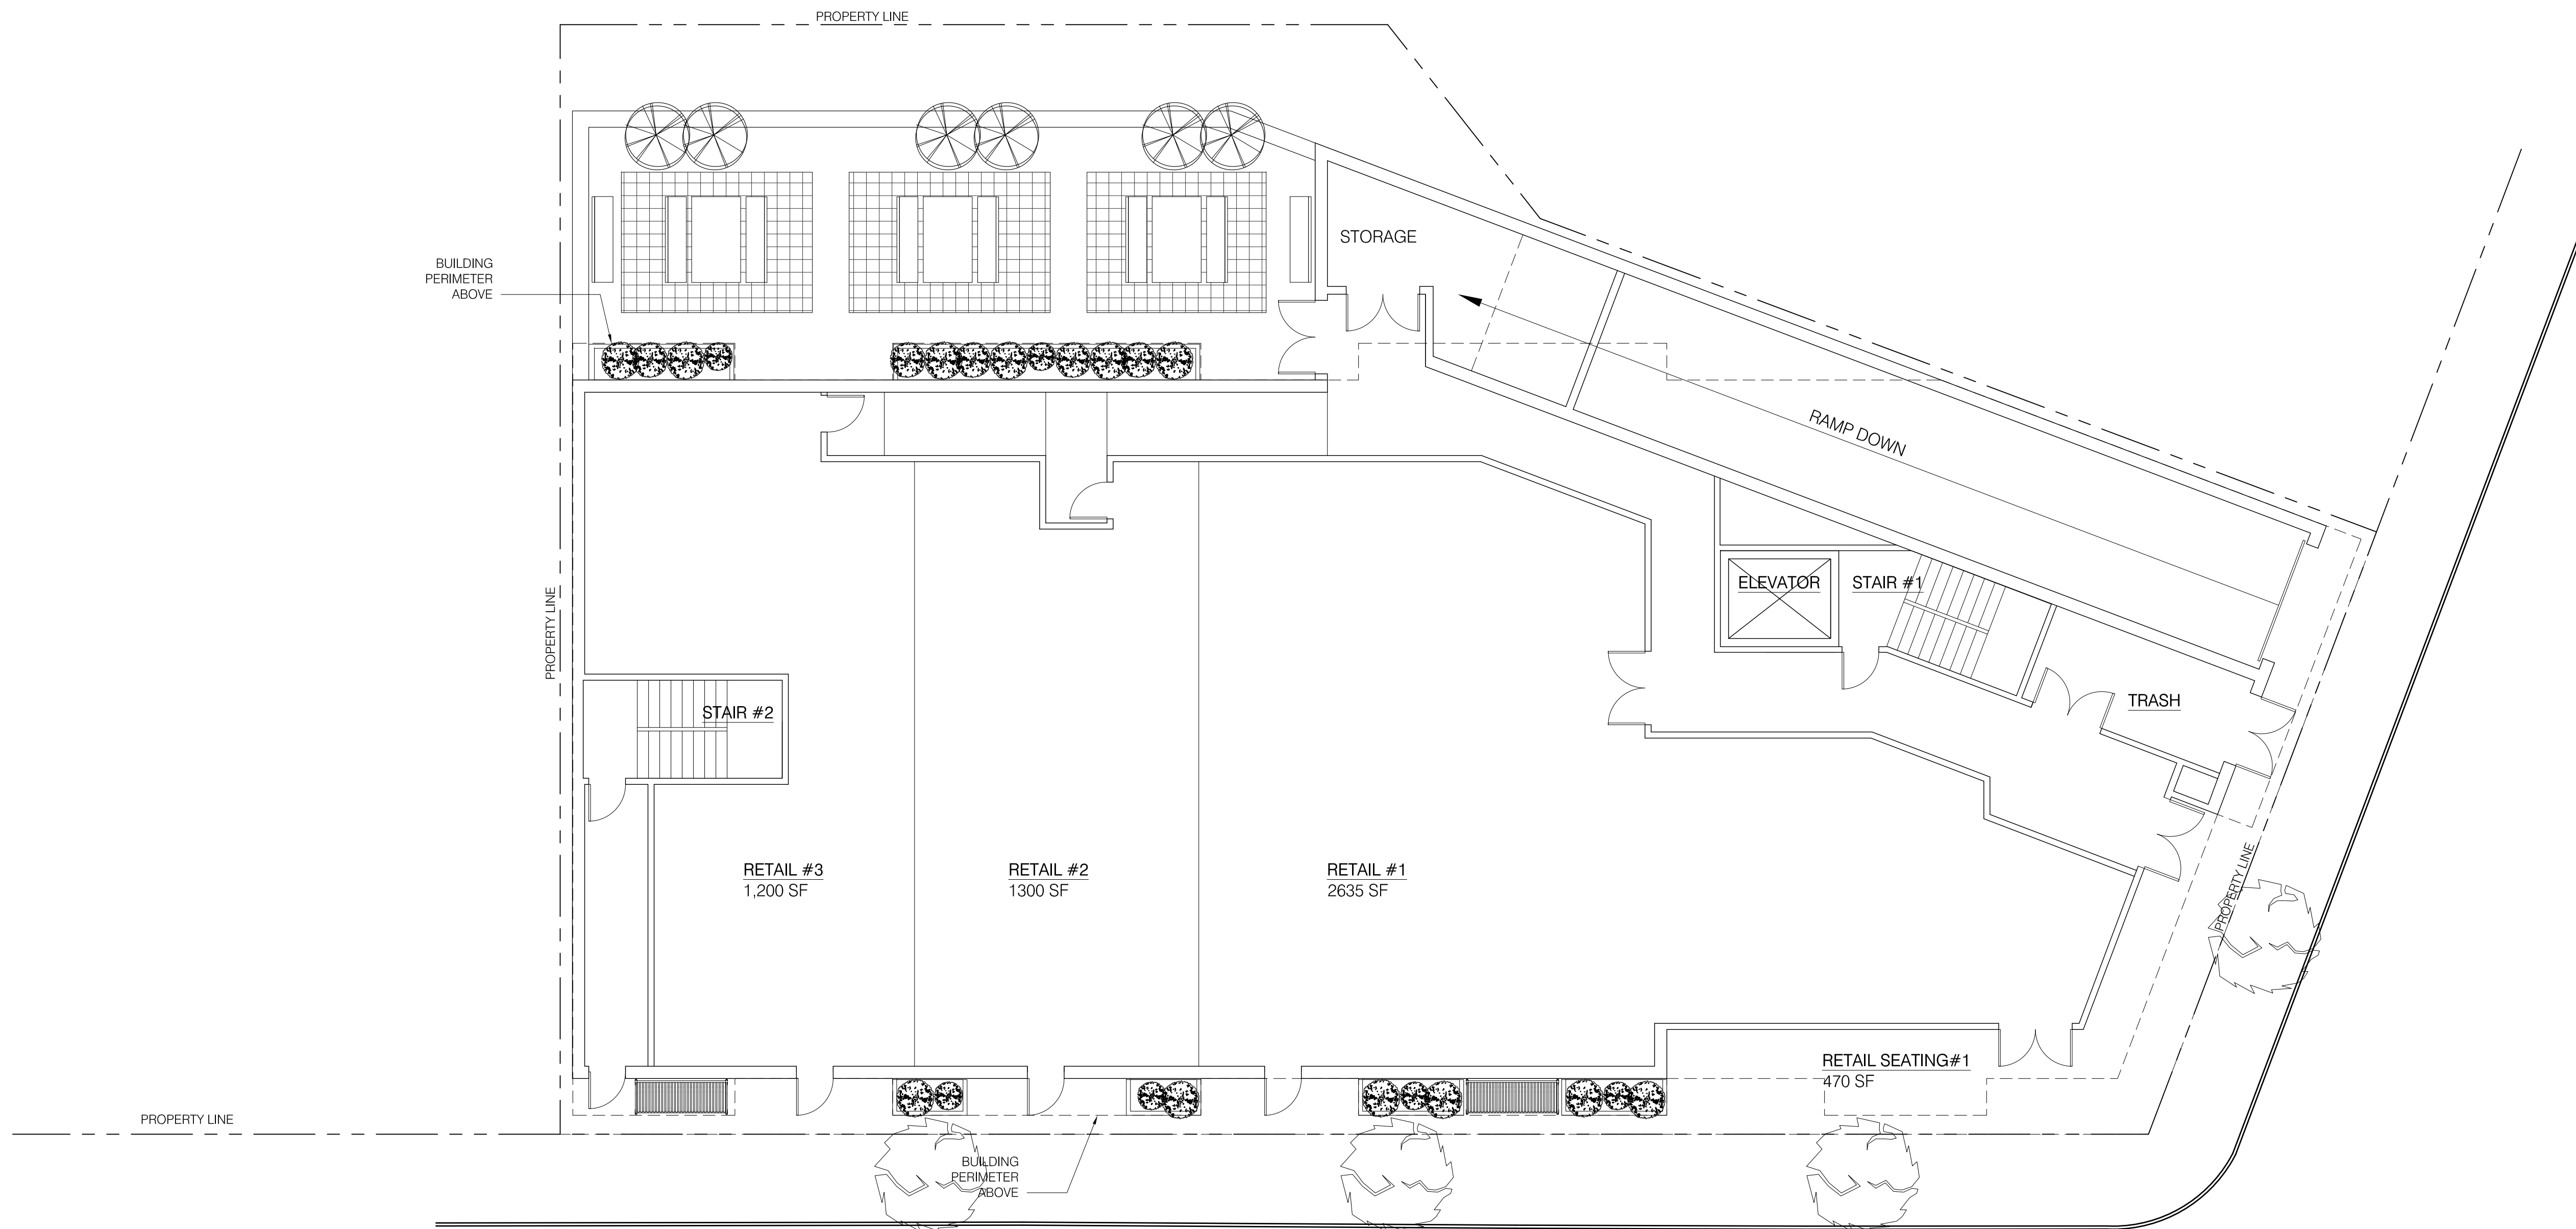 PROPERTY LINE
STORAGE
BUILDING
PERIMETER
ABOVE
RAMP DOWN
ELEVATOR
STAIR #1
PROPERTY LINE
STAIR #2
TRASH
RETAIL #3
1,200 SF
RETAIL #2
1300 SF
RETAIL #1
2635 SF
PROPERTY LINE
RETAIL SEATING#1
470 SF
PROPERTY LINE
BUILDING
PERIMETER
ABOVE